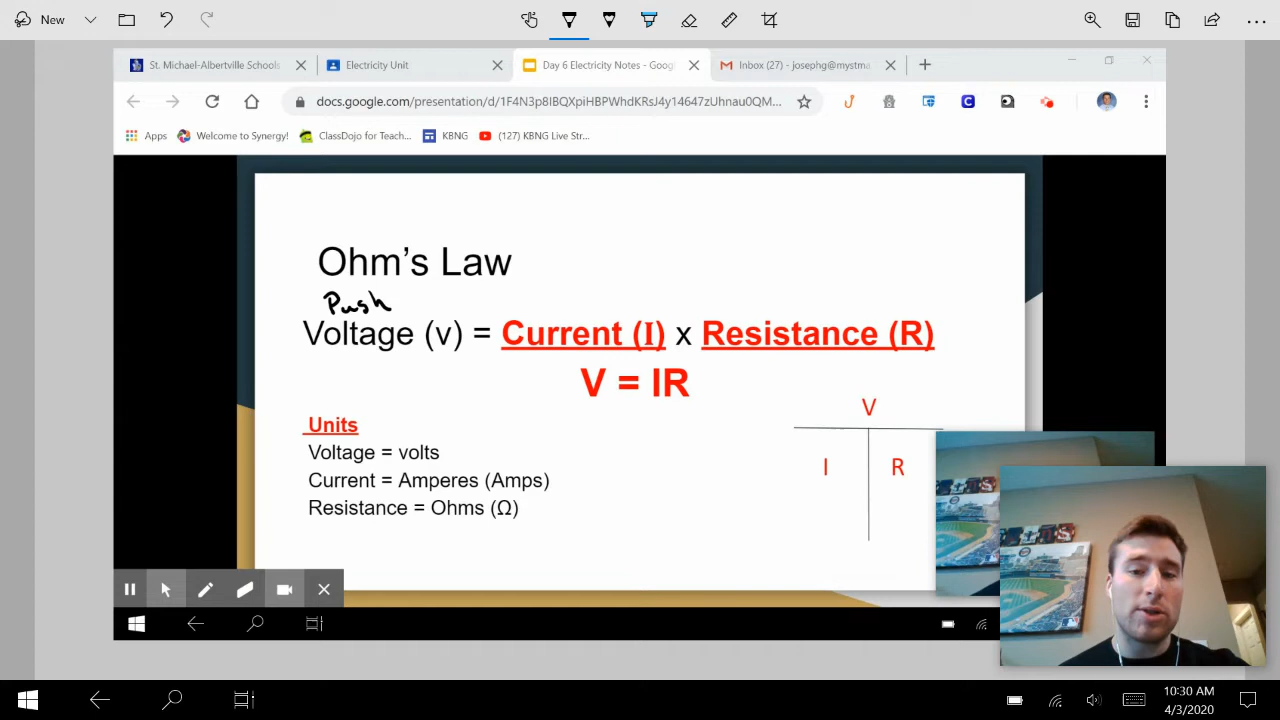 New
St. Michael-Albertville Schools
Electricity Unit
Day 6 Electricity Notes - Goog
Inbox (27) - josephg@mystma
docs.google.com/presentation/d/1F4N3p8IBQXpiHBPWhdKRsJ4y14647zUhnau0QM...
Apps
Welcome to Synergy!
ClassDojo for Teach...
KBNG
(127) KBNG Live Str...
Ohm's Law
Push
Voltage (v) = Current (I) x Resistance (R)
V = IR
Units
Voltage = volts
Current = Amperes (Amps)
Resistance = Ohms (Ω)
V
I R
10:30 AM
4/3/2020